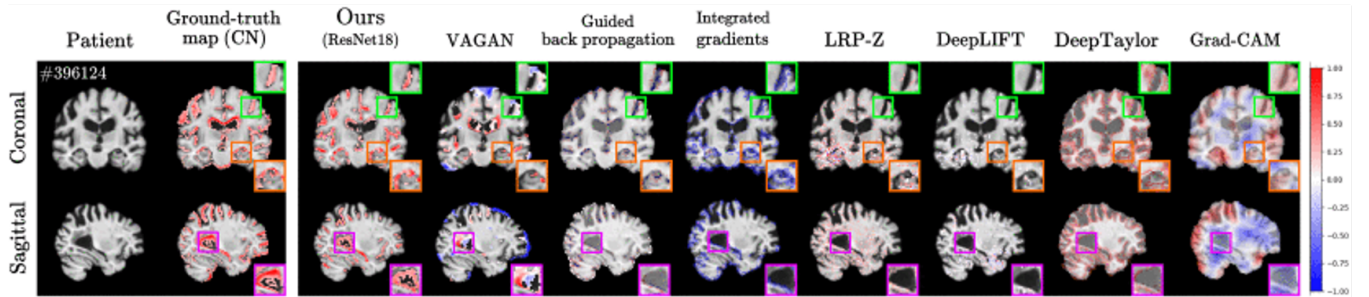 Patient
Ground-truth
map (CN)
Ours
(ResNet18)
VAGAN
Guided
back propagation
Integrated
gradients
LRP-Z
DeepLIFT
DeepTaylor
Grad-CAM
#396124
Coronal
Sagittal
1.00
0.75
0.50
0.25
0.00
−0.25
−0.50
−0.75
−1.00